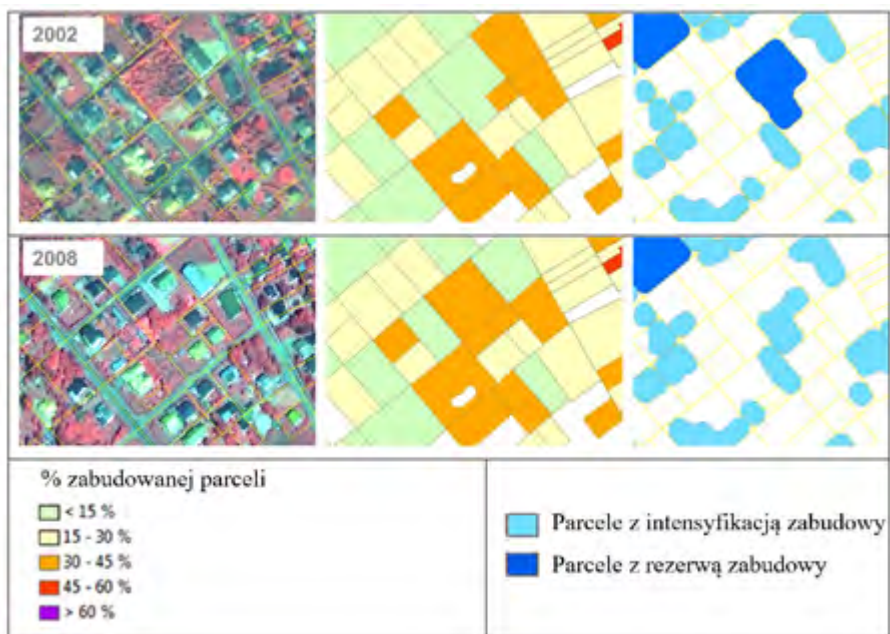 2002
2008
% zabudowanej parceli
< 15 %
15 - 30 %
30 - 45 %
45 - 60 %
> 60 %
Parcele z intensyfikacją zabudowy
Parcele z rezerwą zabudowy